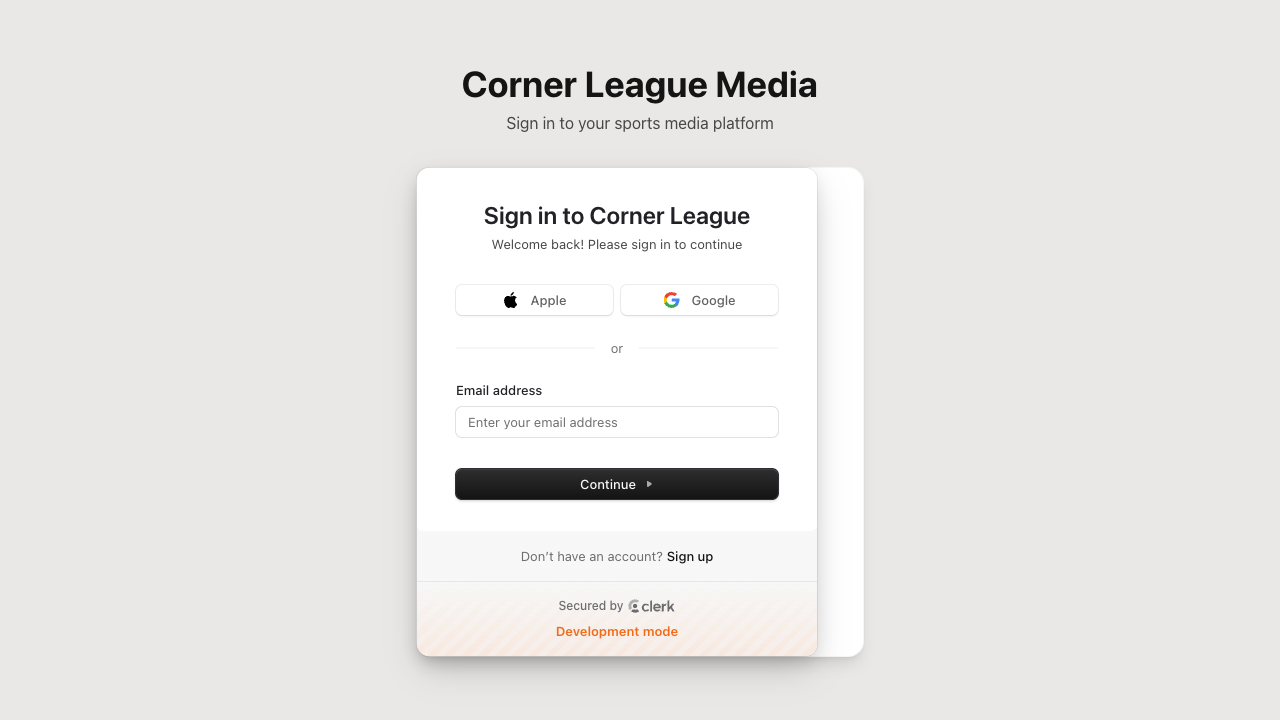 Corner League Media
Sign in to your sports media platform
Sign in to Corner League
Welcome back! Please sign in to continue
Apple
Google
or
Email address
Enter your email address
Continue
Don’t have an account? Sign up
Secured by clerk
Development mode